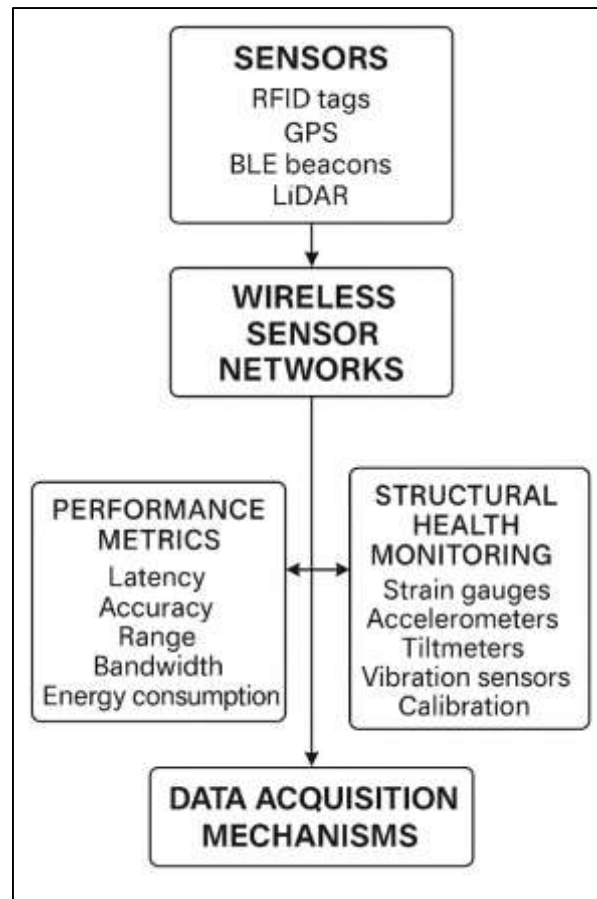 SENSORS
RFID tags
GPS
BLE beacons
LiDAR
WIRELESS
SENSOR
NETWORKS
PERFORMANCE
METRICS
Latency
Accuracy
Range
Bandwidth
Energy consumption
STRUCTURAL
HEALTH
MONITORING
Strain gauges
Accelerometers
Tiltmeters
Vibration sensors
Calibration
DATA ACQUISITION
MECHANISMS